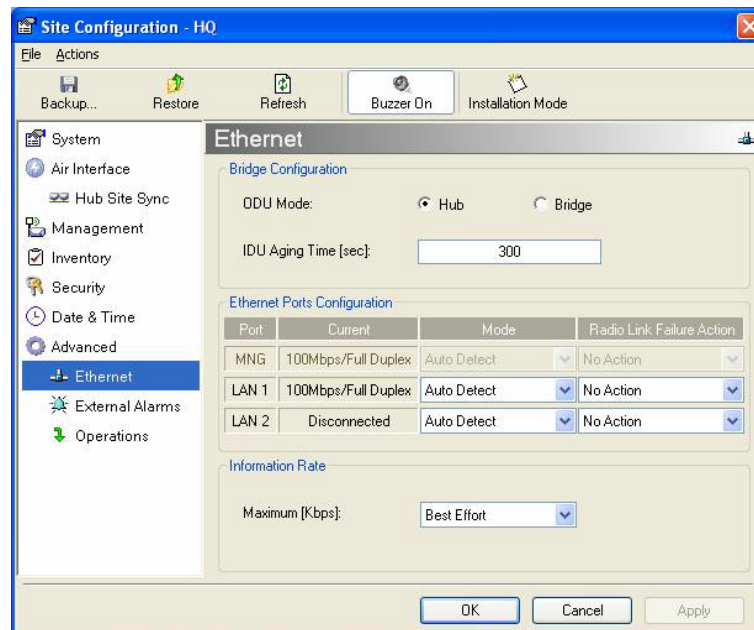 Site Configuration - HQ
File Actions
Backup... Restore Refresh Buzzer On Installation Mode
System
Air Interface
Hub Site Sync
Management
Inventory
Security
Date & Time
Advanced
Ethernet
External Alarms
Operations
Ethernet
Bridge Configuration
ODU Mode: Hub Bridge
IDU Aging Time [sec]: 300
Ethernet Ports Configuration
Port Current Mode Radio Link Failure Action
MNG 100Mbps/Full Duplex Auto Detect No Action
LAN 1 100Mbps/Full Duplex Auto Detect No Action
LAN 2 Disconnected Auto Detect No Action
Information Rate
Maximum [Kbps]: Best Effort
OK Cancel Apply